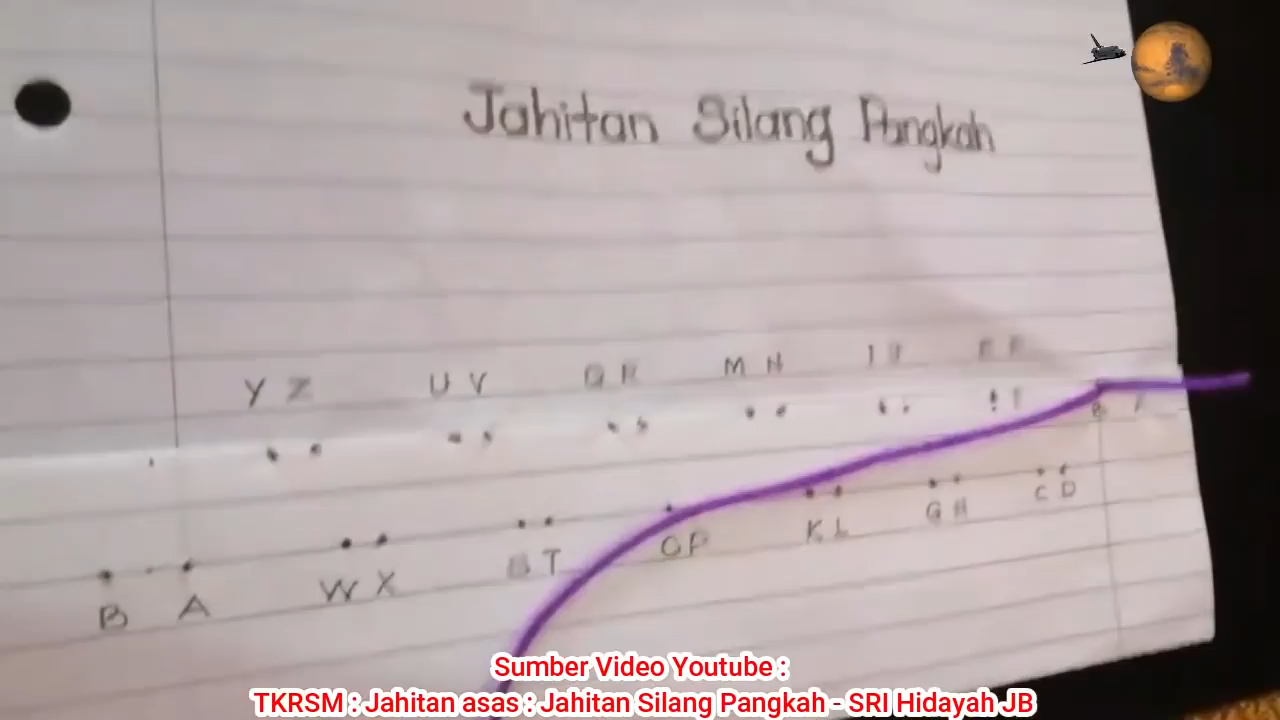 Jahitan Silang Pangkah
Y Z U V Q R M N I J E F
B A W X S T O P K L G H C D
Sumber Video Youtube :
TKRSM : Jahitan asas : Jahitan Silang Pangkah - SRI Hidayah JB